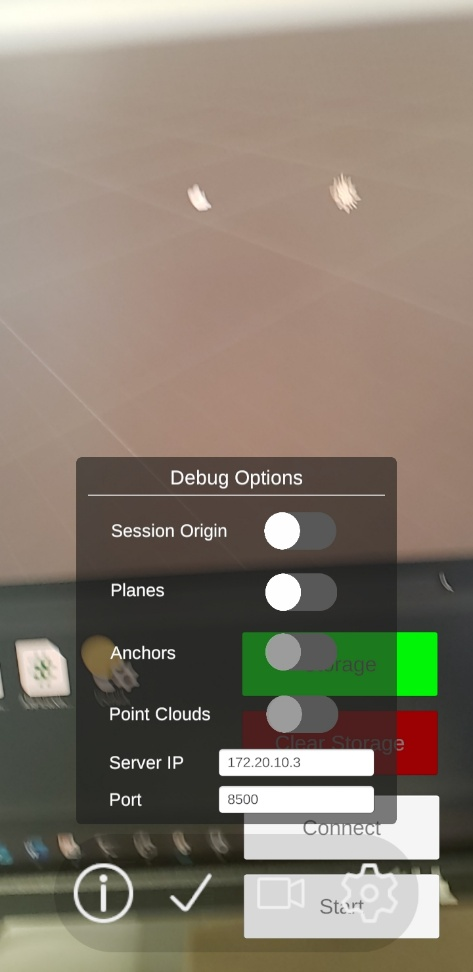 Debug Options
Session Origin
Planes
Anchors
Point Clouds
Clear Storage
Server IP
172.20.10.3
Port
8500
Connect
Start